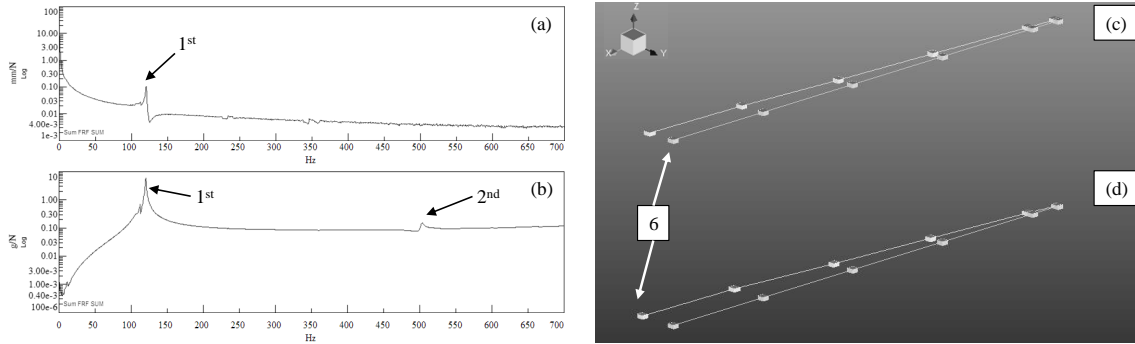 (a)
1st
mm/N
Log
100
10.00
1.00
0.30
0.10
0.01
4.00e-3
1e-3
Sum FRF SUM
0 50 100 150 200 250 300 350 400 450 500 550 600 650 700
Hz
(b)
1st
2nd
g/N
Log
10
1.00
0.30
0.10
0.01
3.00e-3
1.00e-3
0.40e-3
100e-6
Sum FRF SUM
0 50 100 150 200 250 300 350 400 450 500 550 600 650 700
Hz
Z
X
Y
(c)
6
(d)